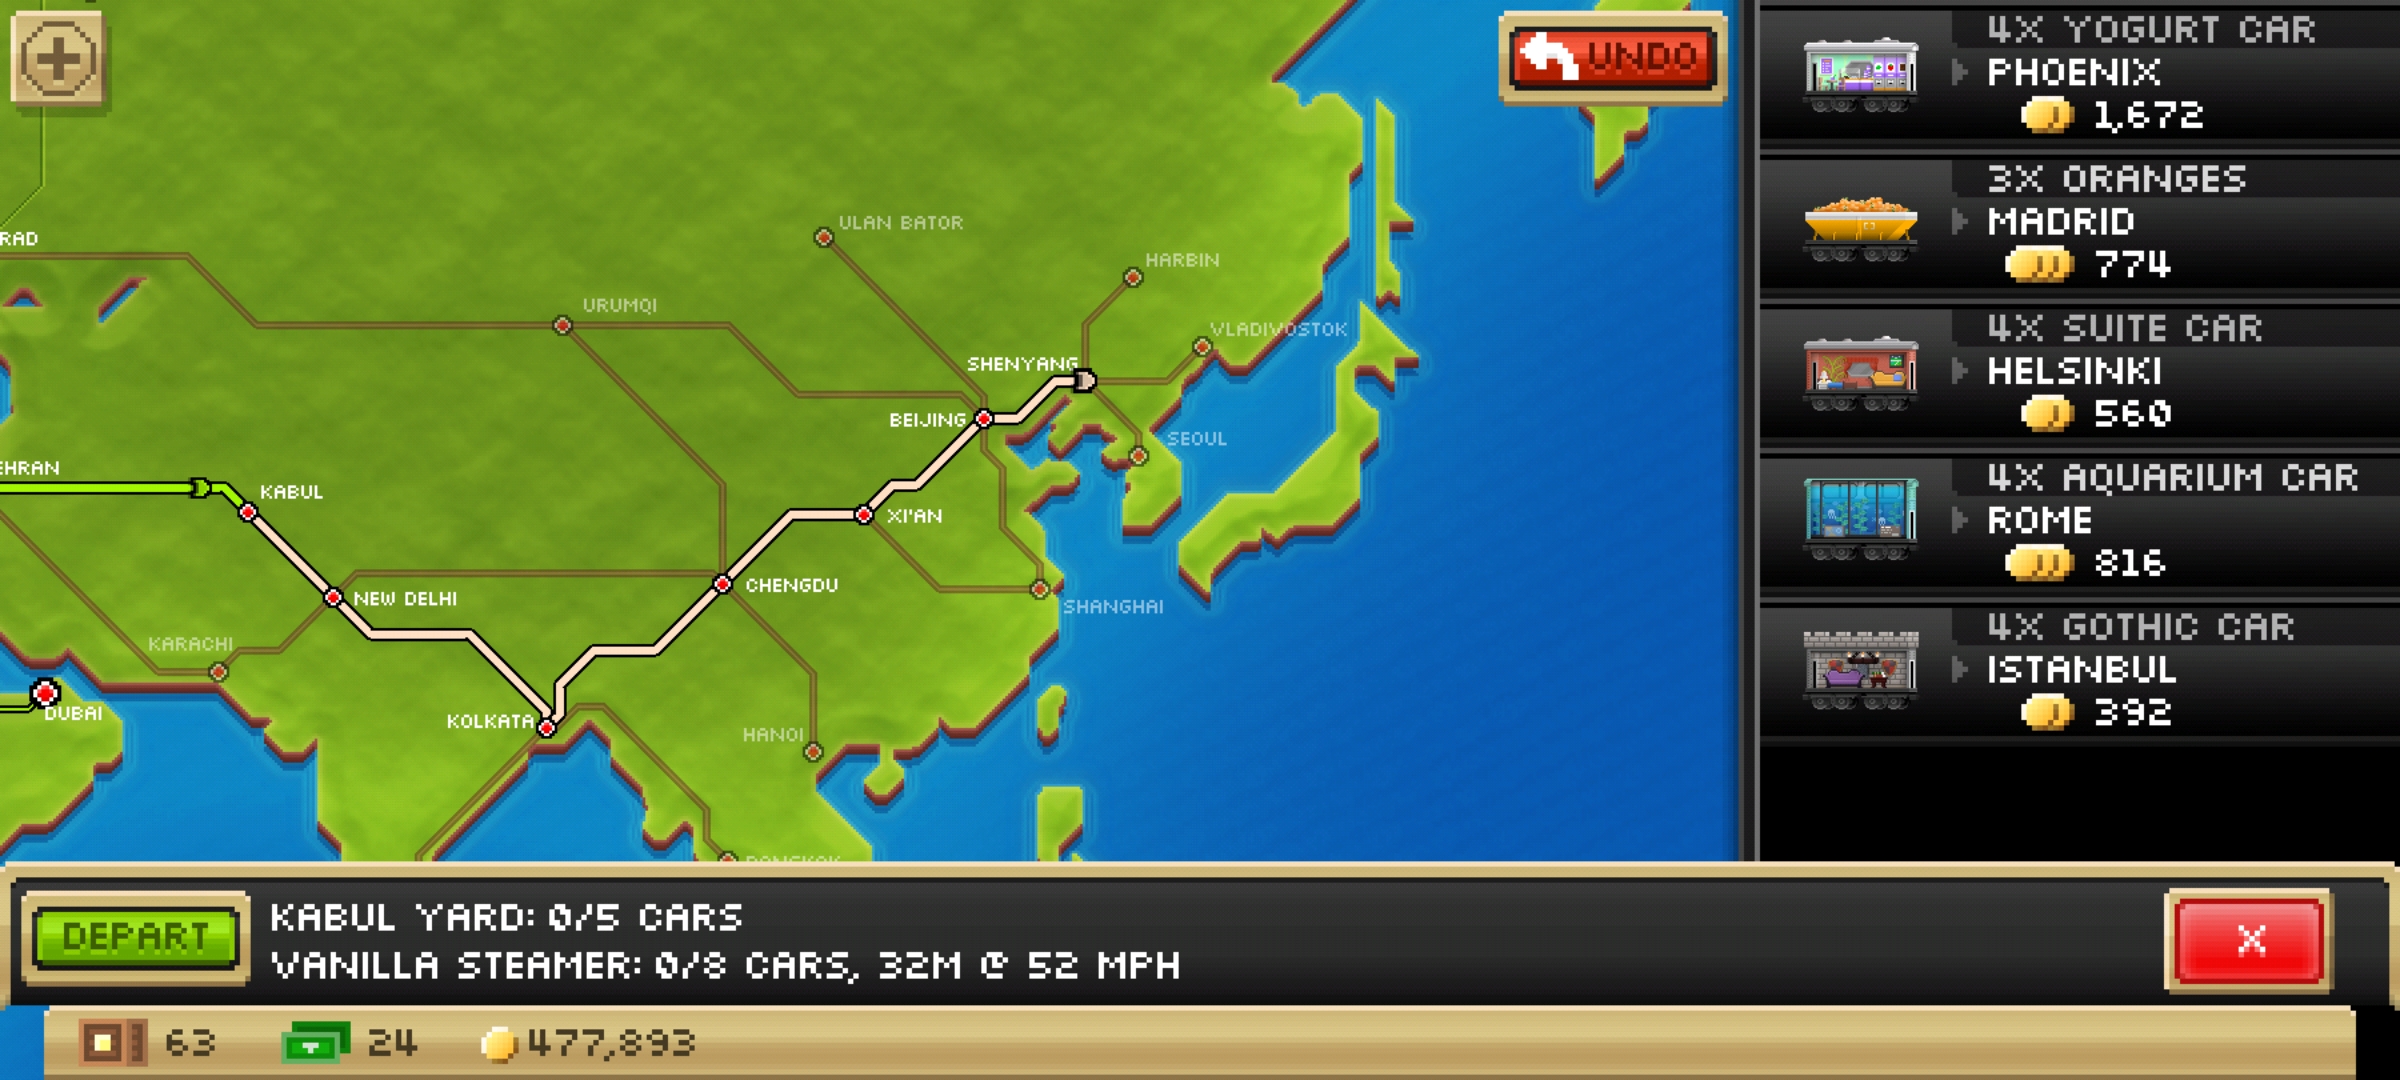 UNDO
RAD
ULAN BATOR
HARBIN
URUMQI
VLADIVOSTOK
SHENYANG
BEIJING
SEOUL
EHRAN
KABUL
XI'AN
CHENGDU
NEW DELHI
SHANGHAI
KARACHI
DUBAI
KOLKATA
HANOI
BANGKOK
4X YOGURT CAR
PHOENIX
1,672
3X ORANGES
MADRID
774
4X SUITE CAR
HELSINKI
560
4X AQUARIUM CAR
ROME
816
4X GOTHIC CAR
ISTANBUL
392
DEPART
KABUL YARD: 0/5 CARS
VANILLA STEAMER: 0/8 CARS, 32M @ 52 MPH
X
63
24
477,893